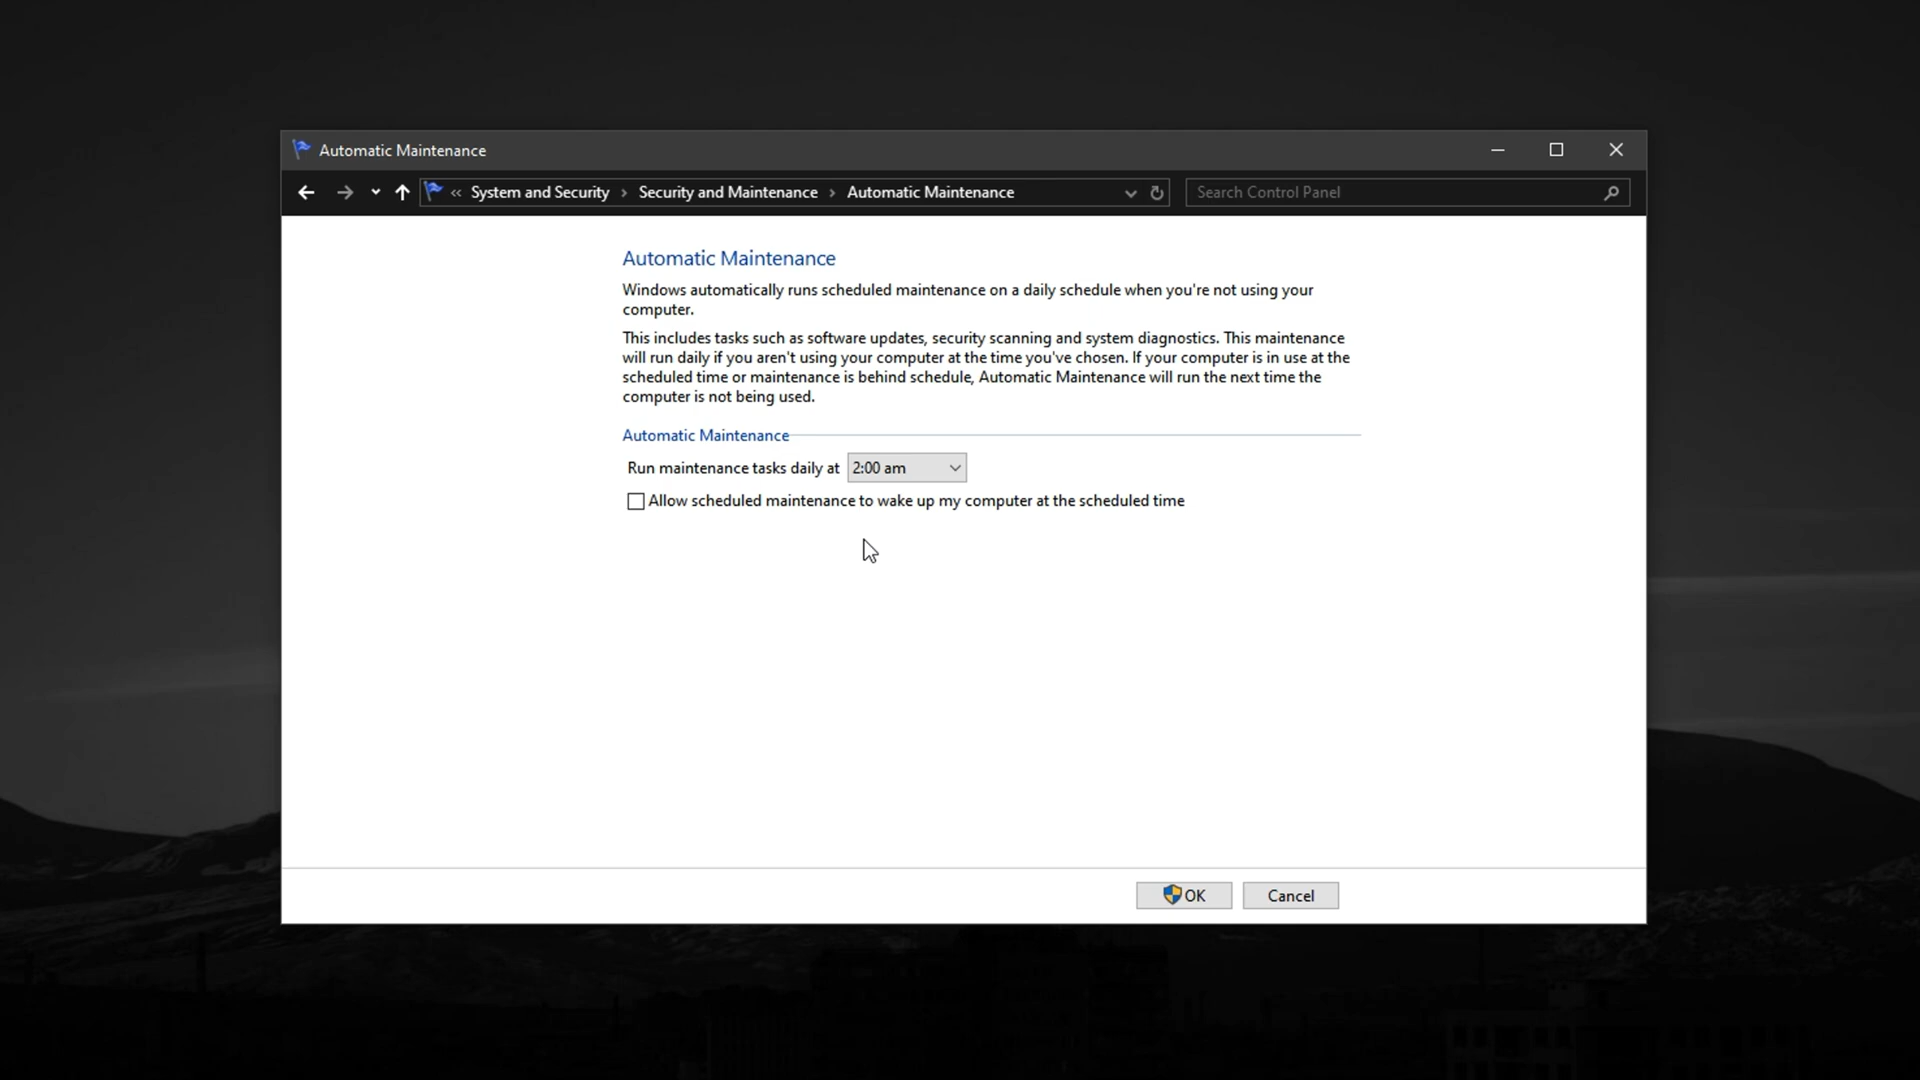 Automatic Maintenance
« System and Security › Security and Maintenance › Automatic Maintenance
Search Control Panel
Automatic Maintenance
Windows automatically runs scheduled maintenance on a daily schedule when you're not using your
computer.
This includes tasks such as software updates, security scanning and system diagnostics. This maintenance
will run daily if you aren't using your computer at the time you've chosen. If your computer is in use at the
scheduled time or maintenance is behind schedule, Automatic Maintenance will run the next time the
computer is not being used.
Automatic Maintenance
Run maintenance tasks daily at 2:00 am
Allow scheduled maintenance to wake up my computer at the scheduled time
OK Cancel